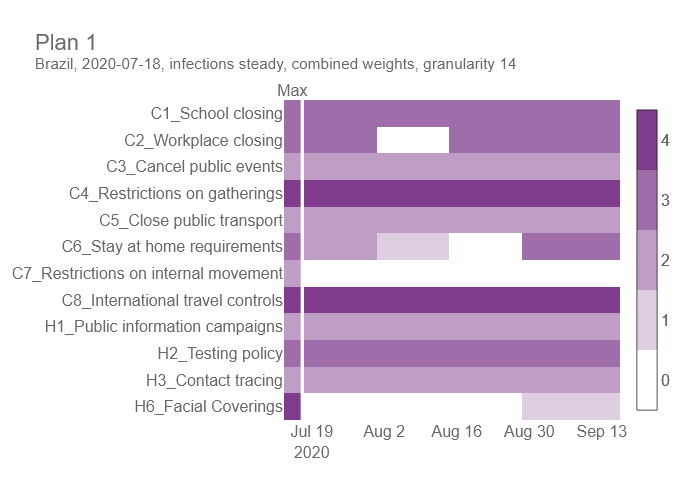 Plan 1
Brazil, 2020-07-18, infections steady, combined weights, granularity 14
Max
C1_School closing
C2_Workplace closing
C3_Cancel public events
C4_Restrictions on gatherings
C5_Close public transport
C6_Stay at home requirements
C7_Restrictions on internal movement
C8_International travel controls
H1_Public information campaigns
H2_Testing policy
H3_Contact tracing
H6_Facial Coverings
Jul 19 Aug 2 Aug 16 Aug 30 Sep 13
2020
4
3
2
1
0